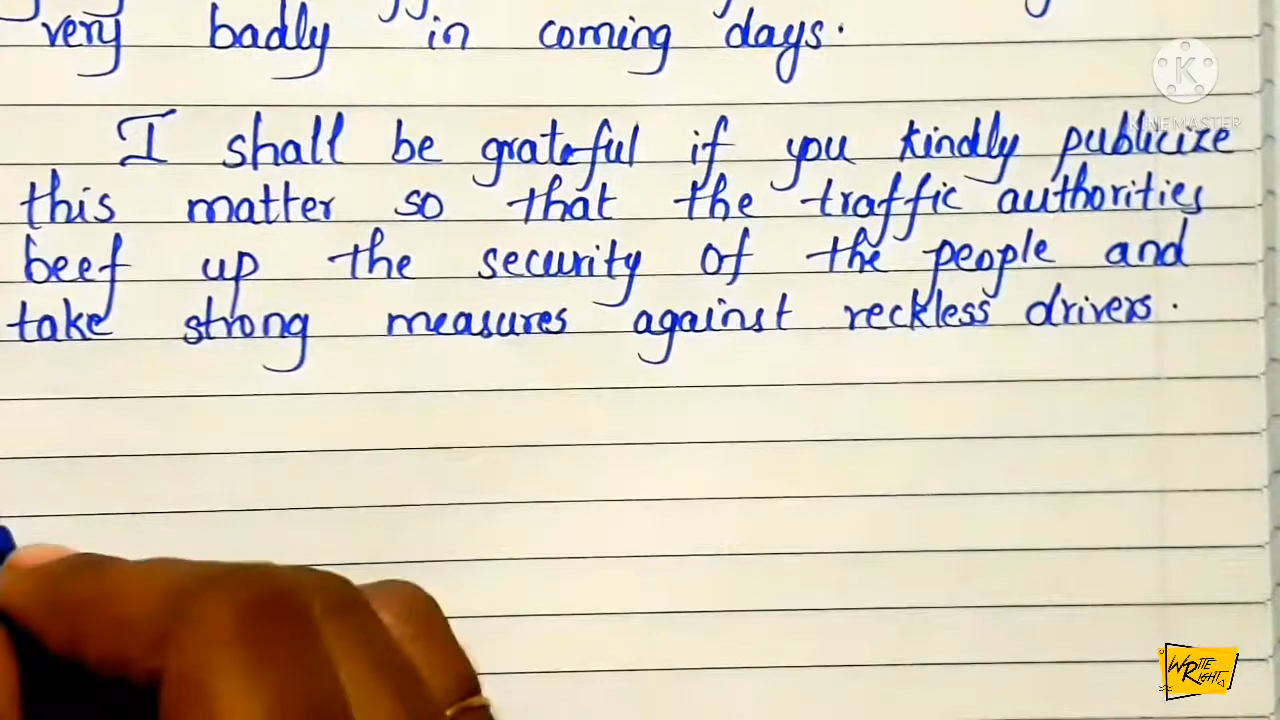 very badly in coming days.
I shall be grateful if you kindly publicize
this matter so that the traffic authorities
beef up the security of the people and
take strong measures against reckless drivers.
K
KINEMASTER
WRITE
RIGHT